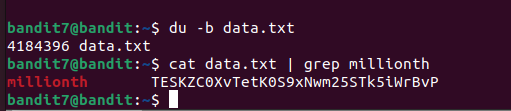 bandit7@bandit:~$ du -b data.txt
4184396 data.txt
bandit7@bandit:~$ cat data.txt | grep millionth
millionth       TESKZC0XvTetK0S9xNwm25STk5iWrBvP
bandit7@bandit:~$